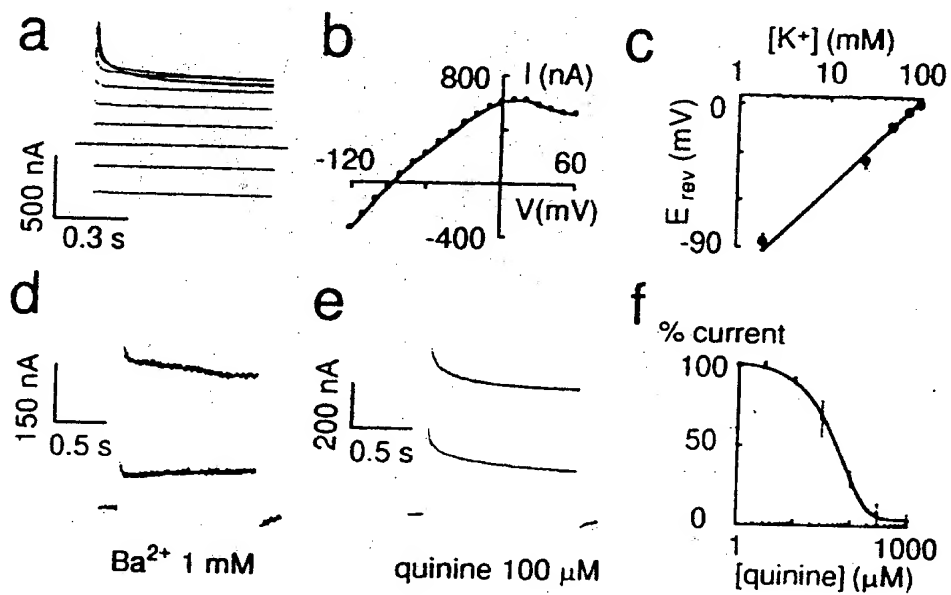 a
500 nA
0.3 s
b
800
I (nA)
-120
60
V(mV)
-400
c
[K+] (mM)
1
10
100
0
E rev (mV)
-90
d
150 nA
0.5 s
Ba2+ 1 mM
e
200 nA
0.5 s
quinine 100 µM
f
% current
100
50
0
1
1000
[quinine] (µM)